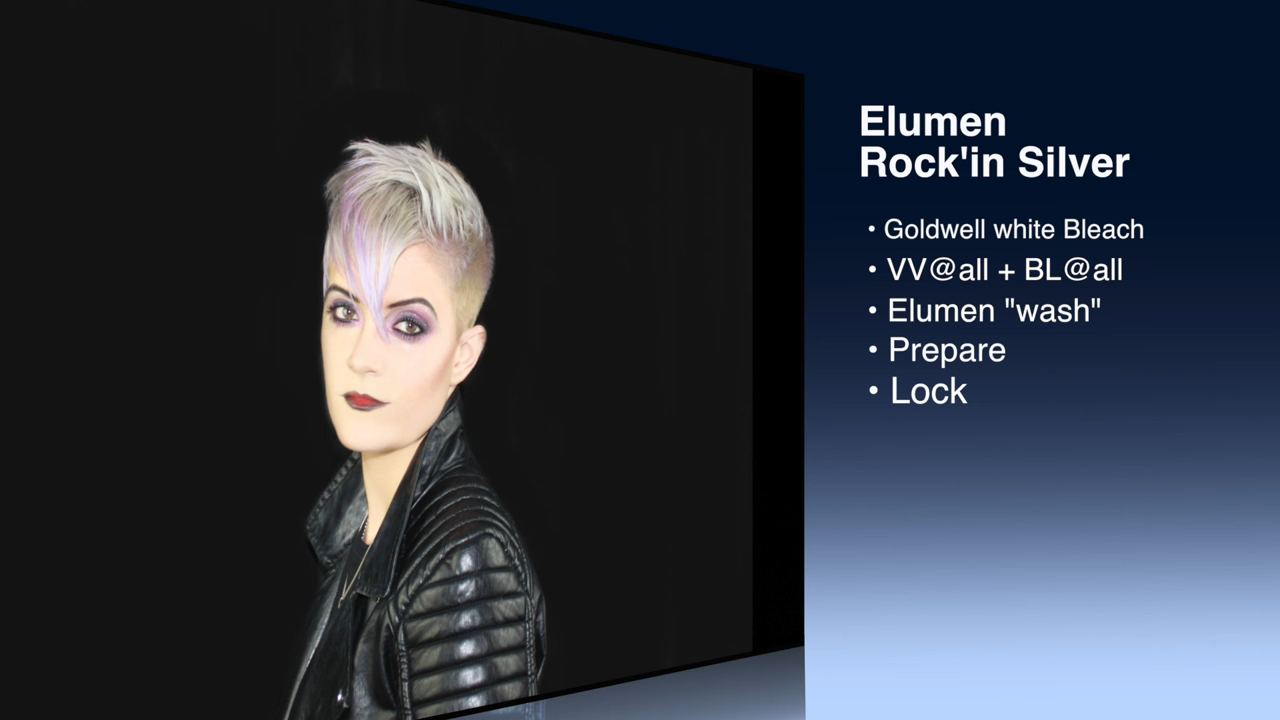 Elumen
Rock'in Silver
• Goldwell white Bleach
• VV@all + BL@all
• Elumen "wash"
• Prepare
• Lock